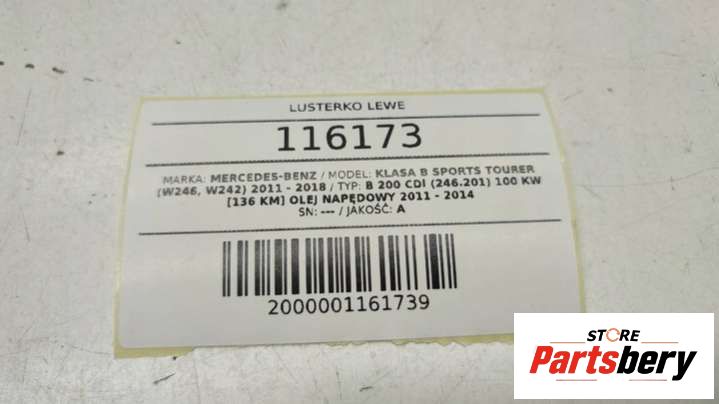 LUSTERKO LEWE
116173
MARKA: MERCEDES-BENZ / MODEL: KLASA B SPORTS TOURER
(W246, W242) 2011 - 2018 / TYP: B 200 CDI (246.201) 100 KW
[136 KM] OLEJ NAPĘDOWY 2011 - 2014
SN: --- / JAKOŚĆ: A
2000001161739
STORE
Partsbery